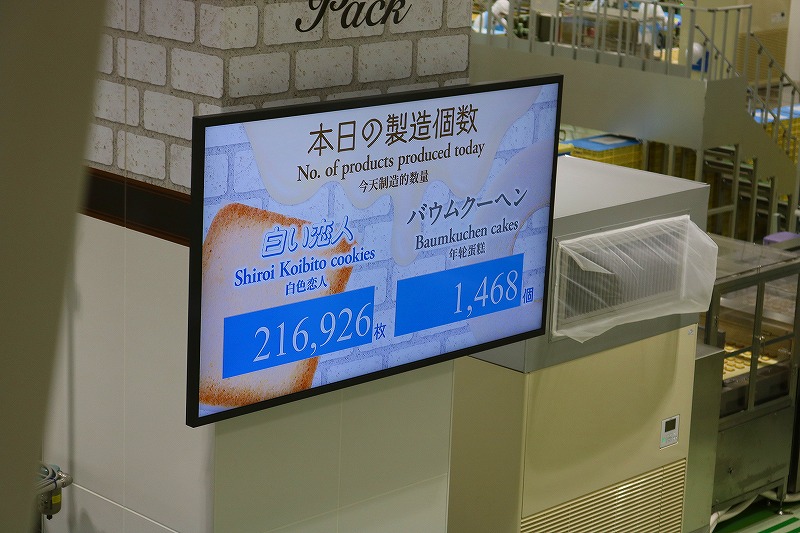 Pack
本日の製造個数
No. of products produced today
今天制造的数量
白い恋人
Shiroi Koibito cookies
白色恋人
216,926枚
バウムクーヘン
Baumkuchen cakes
年轮蛋糕
1,468個